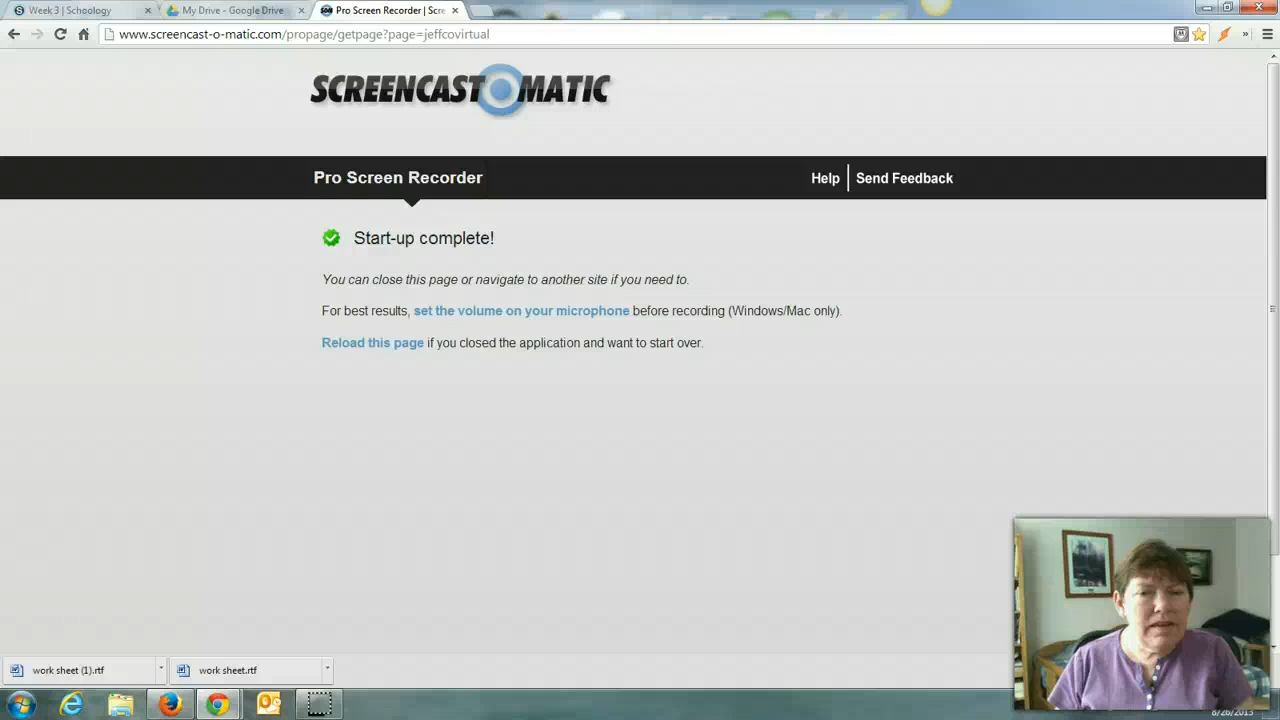 Week 3 | Schoology
My Drive - Google Drive
Pro Screen Recorder | Scre
www.screencast-o-matic.com/propage/getpage?page=jeffcovirtual
SCREENCAST O MATIC
Pro Screen Recorder
Help
Send Feedback
Start-up complete!
You can close this page or navigate to another site if you need to.
For best results, set the volume on your microphone before recording (Windows/Mac only).
Reload this page if you closed the application and want to start over.
work sheet (1).rtf
work sheet.rtf
8/26/2013